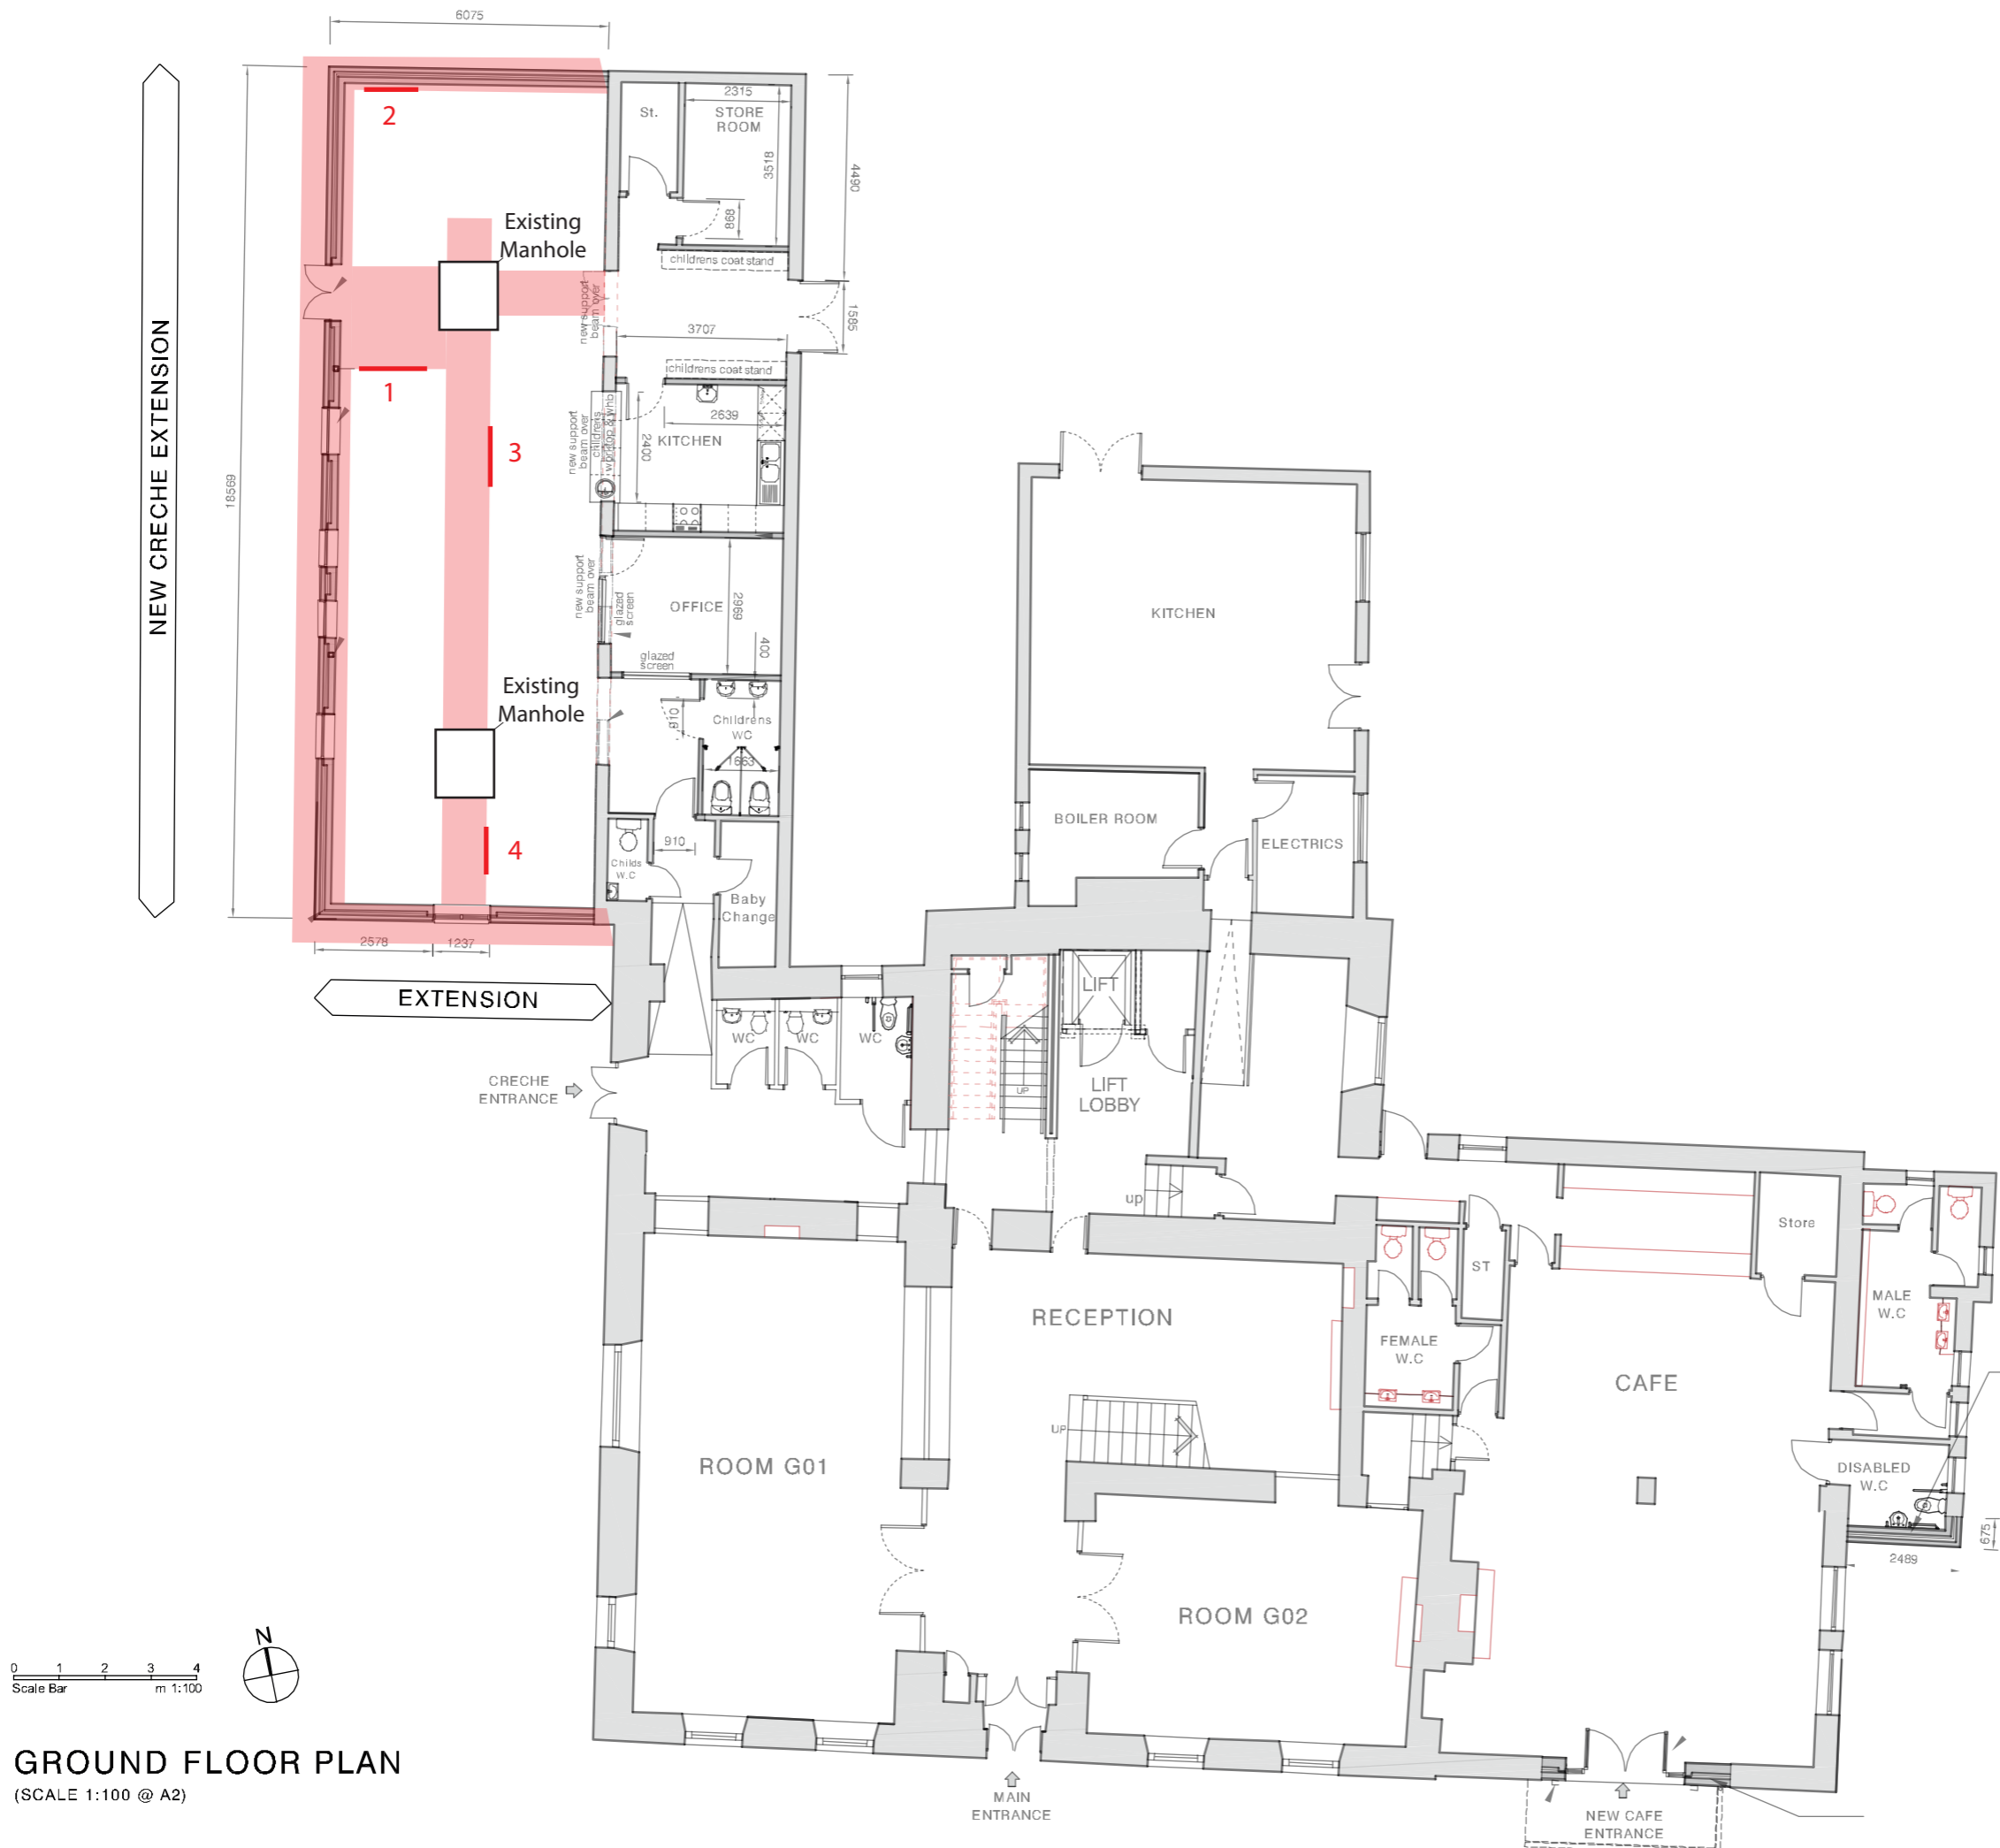 6075
2
St.
2315
STORE
ROOM
3518
4490
868
Existing
Manhole
childrens coat stand
new support
beam over
1585
3707
childrens coat stand
1
NEW CRECHE EXTENSION
18569
3
new support
beam over
childrens
worktop & whb
2400
KITCHEN
2639
new support
beam over
glazed
screen
OFFICE
2969
400
glazed
screen
KITCHEN
Existing
Manhole
910
Childrens
WC
1663
4
Childs
W.C
910
Baby
Change
BOILER ROOM
ELECTRICS
2578
1237
EXTENSION
WC
WC
WC
UP
LIFT
LIFT
LOBBY
CRECHE
ENTRANCE
up
Store
ST
MALE
W.C
RECEPTION
FEMALE
W.C
CAFE
UP
ROOM G01
DISABLED
W.C
675
2489
ROOM G02
N
0 1 2 3 4
Scale Bar m 1:100
GROUND FLOOR PLAN
(SCALE 1:100 @ A2)
MAIN
ENTRANCE
NEW CAFE
ENTRANCE